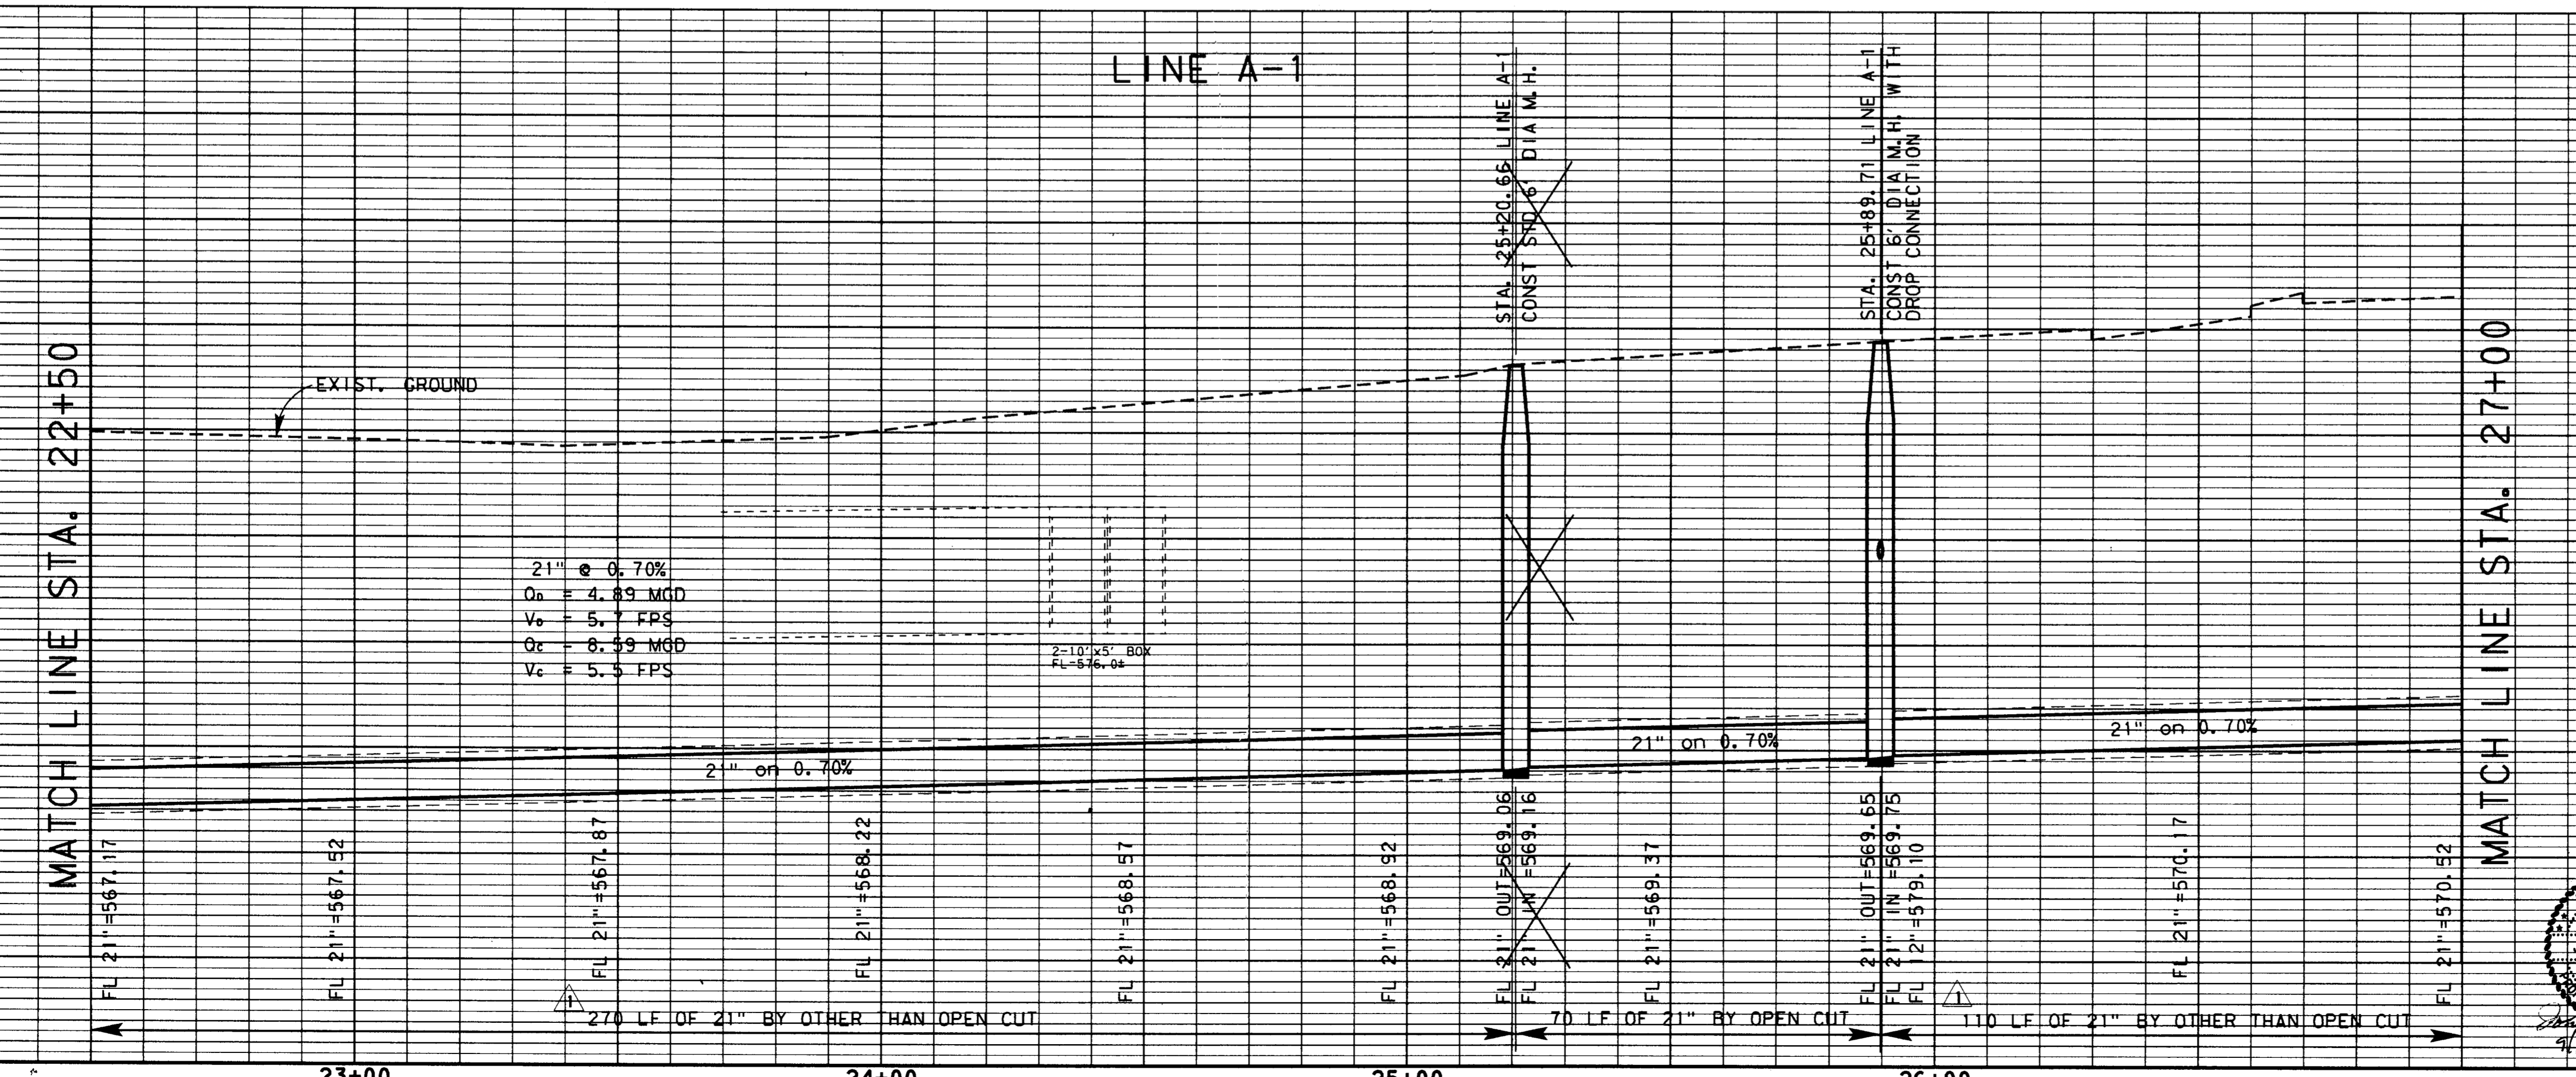 LINE A-1
STA. 25+20.66 LINE A-1
CONST STD 6' DIA M.H.
STA. 25+89.71 LINE A-1
CONST 6' DIA M.H. WITH
DROP CONNECTION
MATCH LINE STA. 22+50
EXIST. GROUND
MATCH LINE STA. 27+00
21" @ 0.70%
QD = 4.89 MGD
VD = 5.7 FPS
QC = 8.59 MGD
VC = 5.5 FPS
2-10'x5' BOX
FL-576.0±
21" on 0.70%
21" on 0.70%
21" on 0.70%
FL 21"=567.17
FL 21"=567.52
FL 21"=567.87
FL 21"=568.22
FL 21"=568.57
FL 21"=568.92
FL 21" OUT=569.06
FL 21" IN =569.16
FL 21"=569.37
FL 21" OUT=569.65
FL 21" IN =569.75
FL 12"=579.10
FL 21"=570.17
FL 21"=570.52
1
270 LF OF 21" BY OTHER THAN OPEN CUT
70 LF OF 21" BY OPEN CUT
1
110 LF OF 21" BY OTHER THAN OPEN CUT
23+00
24+00
25+00
26+00